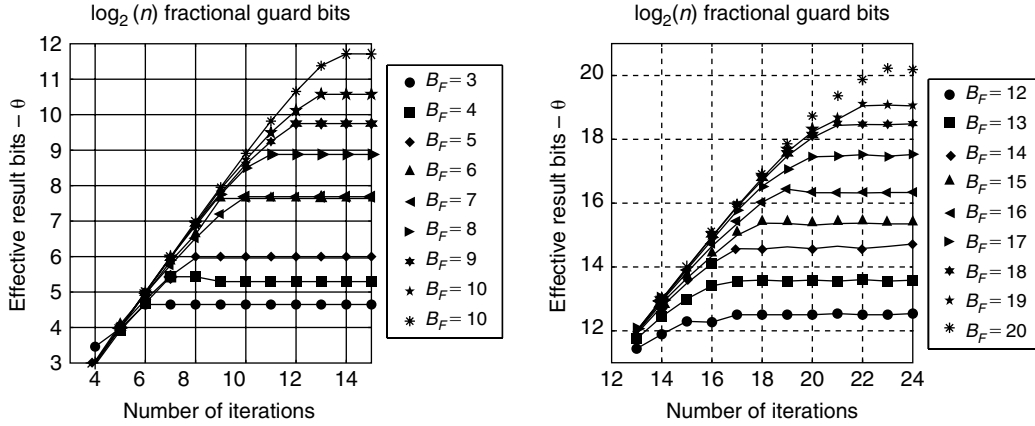 log2 (n) fractional guard bits
Effective result bits – θ
12
11
10
9
8
7
6
5
4
3
4 6 8 10 12 14
Number of iterations
BF = 3
BF = 4
BF = 5
BF = 6
BF = 7
BF = 8
BF = 9
BF = 10
BF = 10
log2(n) fractional guard bits
Effective result bits – θ
20
18
16
14
12
12 14 16 18 20 22 24
Number of iterations
BF = 12
BF = 13
BF = 14
BF = 15
BF = 16
BF = 17
BF = 18
BF = 19
BF = 20